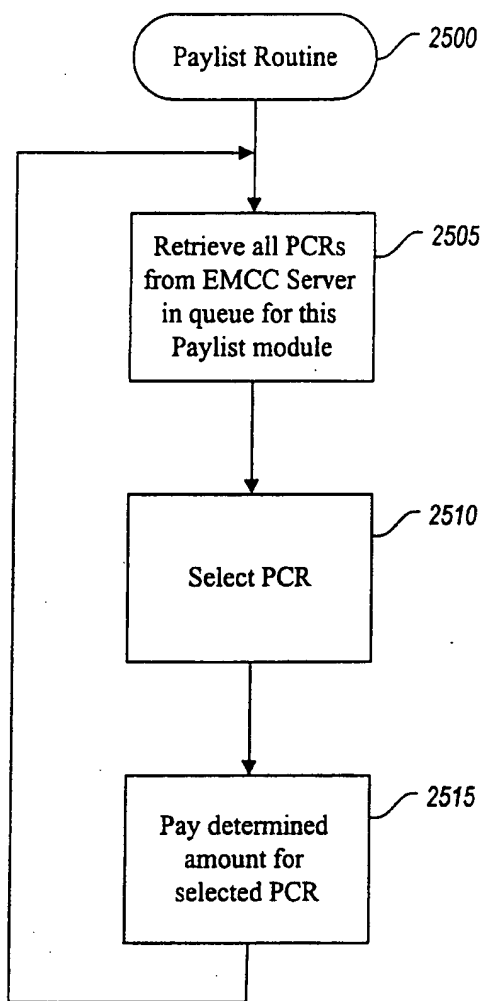 Paylist Routine
2500
Retrieve all PCRs
from EMCC Server
in queue for this
Paylist module
2505
Select PCR
2510
Pay determined
amount for
selected PCR
2515